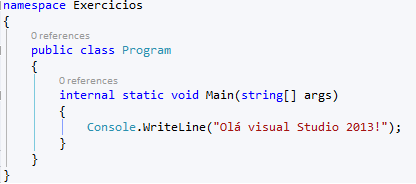 namespace Exercicios
{
0 references
public class Program
{
0 references
internal static void Main(string[] args)
{
Console.WriteLine("Olá visual Studio 2013!");
}
}
}